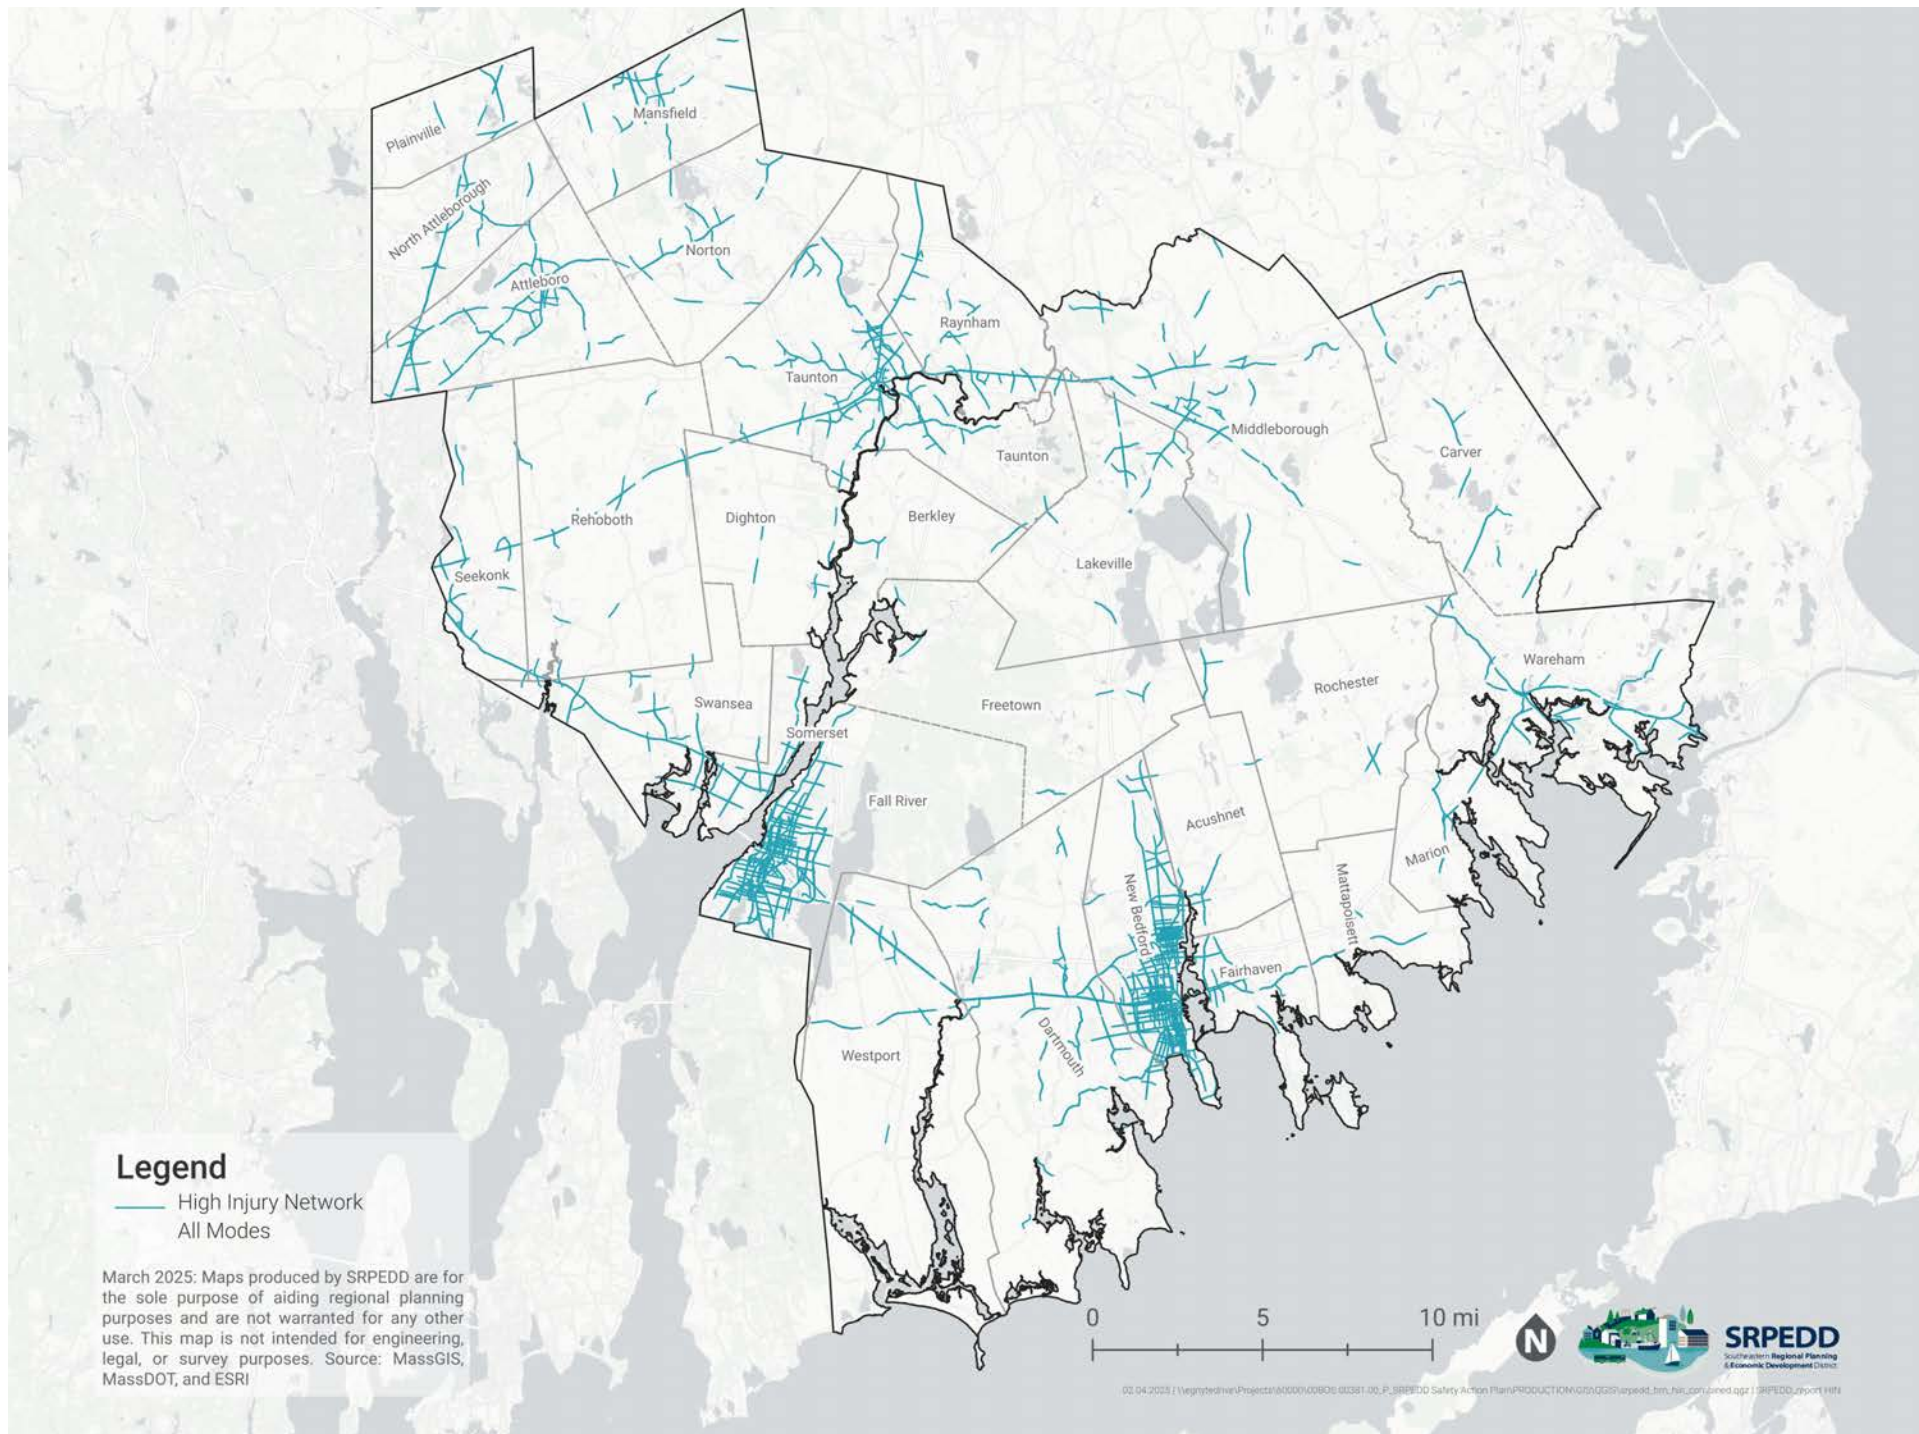 Plainville
Mansfield
North Attleborough
Norton
Attleboro
Raynham
Taunton
Middleborough
Taunton
Carver
Rehoboth
Dighton
Berkley
Lakeville
Seekonk
Wareham
Rochester
Swansea
Freetown
Somerset
Fall River
Acushnet
Marion
New Bedford
Mattapoisett
Fairhaven
Dartmouth
Westport
Legend
High Injury Network
All Modes
March 2025: Maps produced by SRPEDD are for
the sole purpose of aiding regional planning
purposes and are not warranted for any other
use. This map is not intended for engineering,
legal, or survey purposes. Source: MassGIS,
MassDOT, and ESRI
0 5 10 mi
N
SRPEDD
Southeastern Regional Planning
& Economic Development District